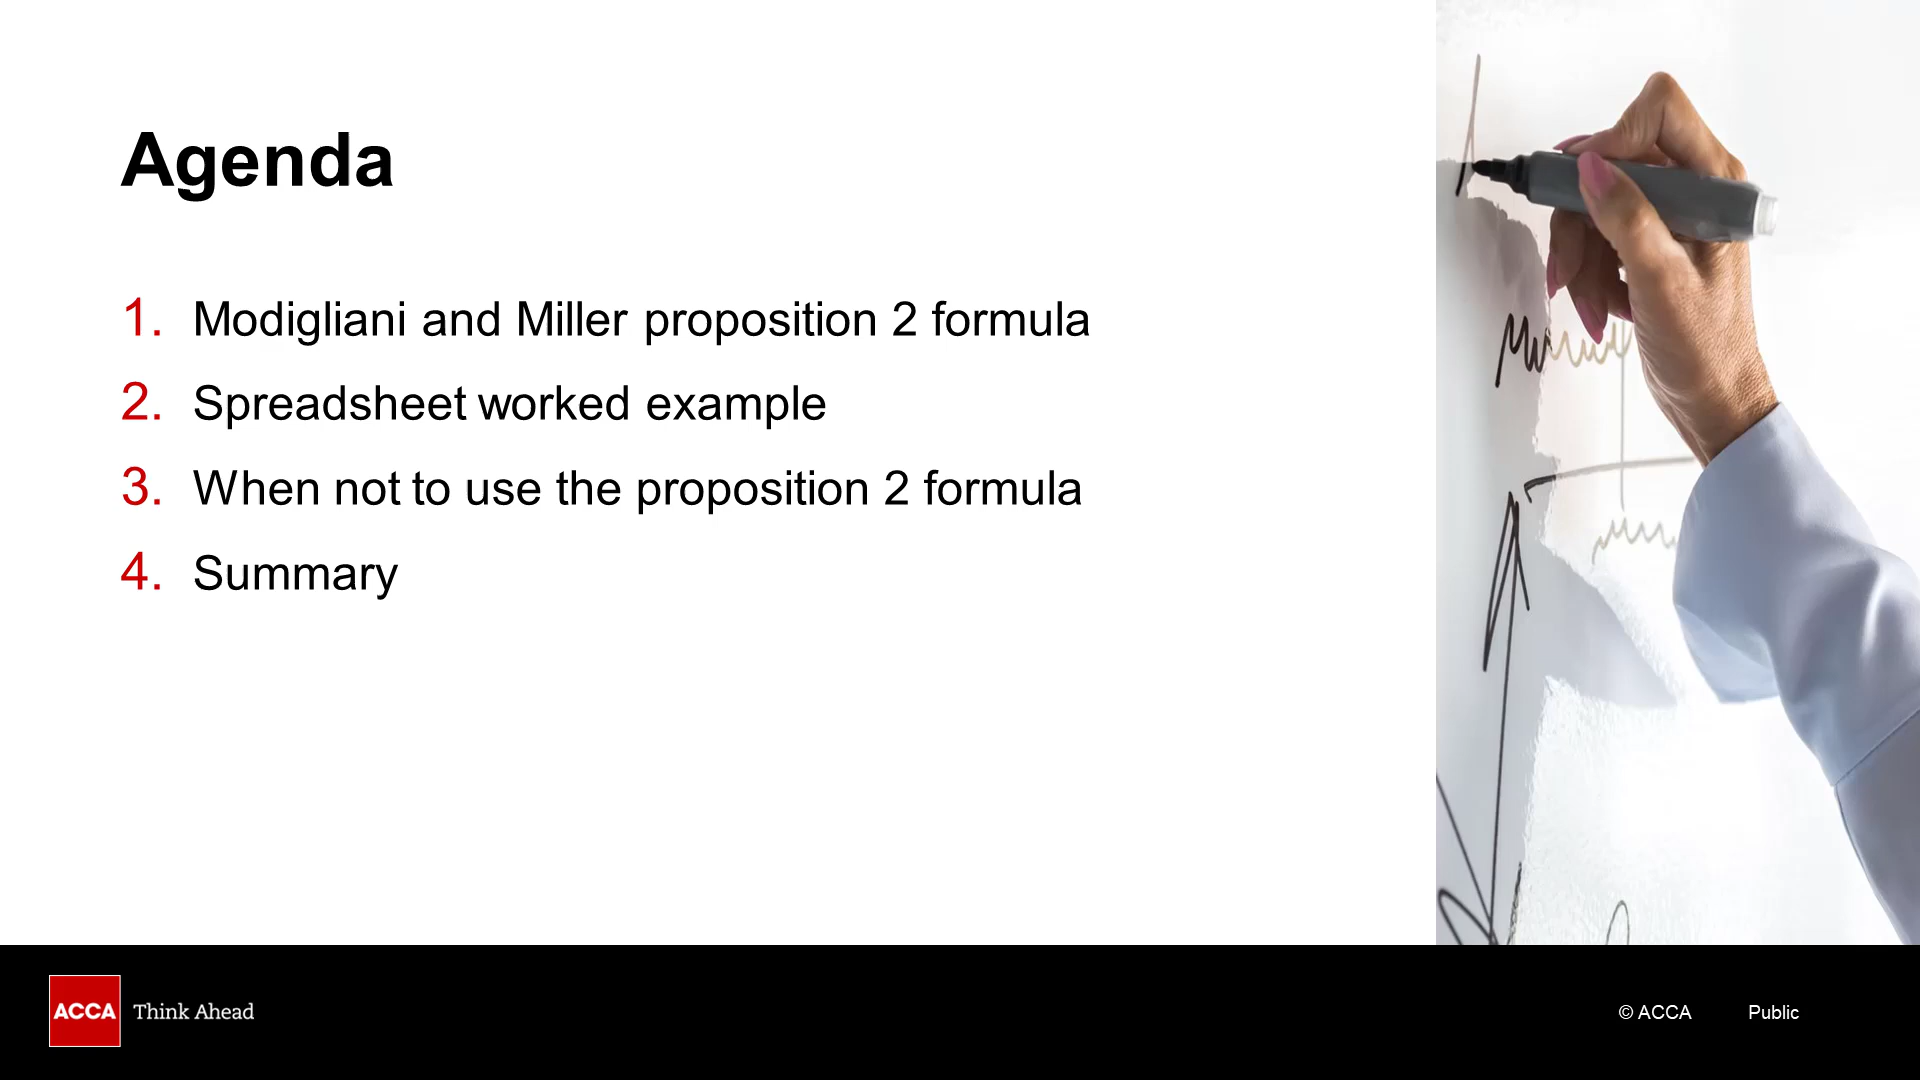 Agenda
1. Modigliani and Miller proposition 2 formula
2. Spreadsheet worked example
3. When not to use the proposition 2 formula
4. Summary
ACCA Think Ahead
© ACCA Public